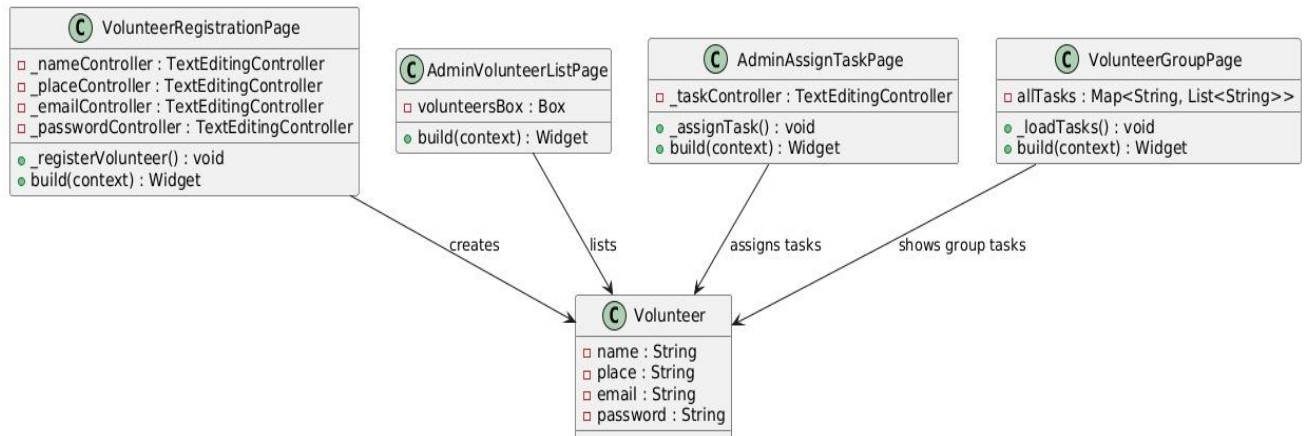 C VolunteerRegistrationPage
_nameController : TextEditingController
_placeController : TextEditingController
_emailController : TextEditingController
_passwordController : TextEditingController
_registerVolunteer() : void
build(context) : Widget
C AdminVolunteerListPage
volunteersBox : Box
build(context) : Widget
C AdminAssignTaskPage
_taskController : TextEditingController
_assignTask() : void
build(context) : Widget
C VolunteerGroupPage
allTasks : Map<String, List<String>>
_loadTasks() : void
build(context) : Widget
creates
lists
assigns tasks
shows group tasks
C Volunteer
name : String
place : String
email : String
password : String